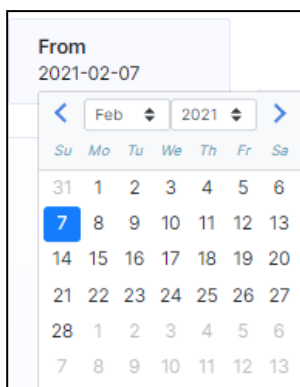 From
2021-02-07
Feb 2021
Su Mo Tu We Th Fr Sa
31 1 2 3 4 5 6
7 8 9 10 11 12 13
14 15 16 17 18 19 20
21 22 23 24 25 26 27
28 1 2 3 4 5 6
7 8 9 10 11 12 13